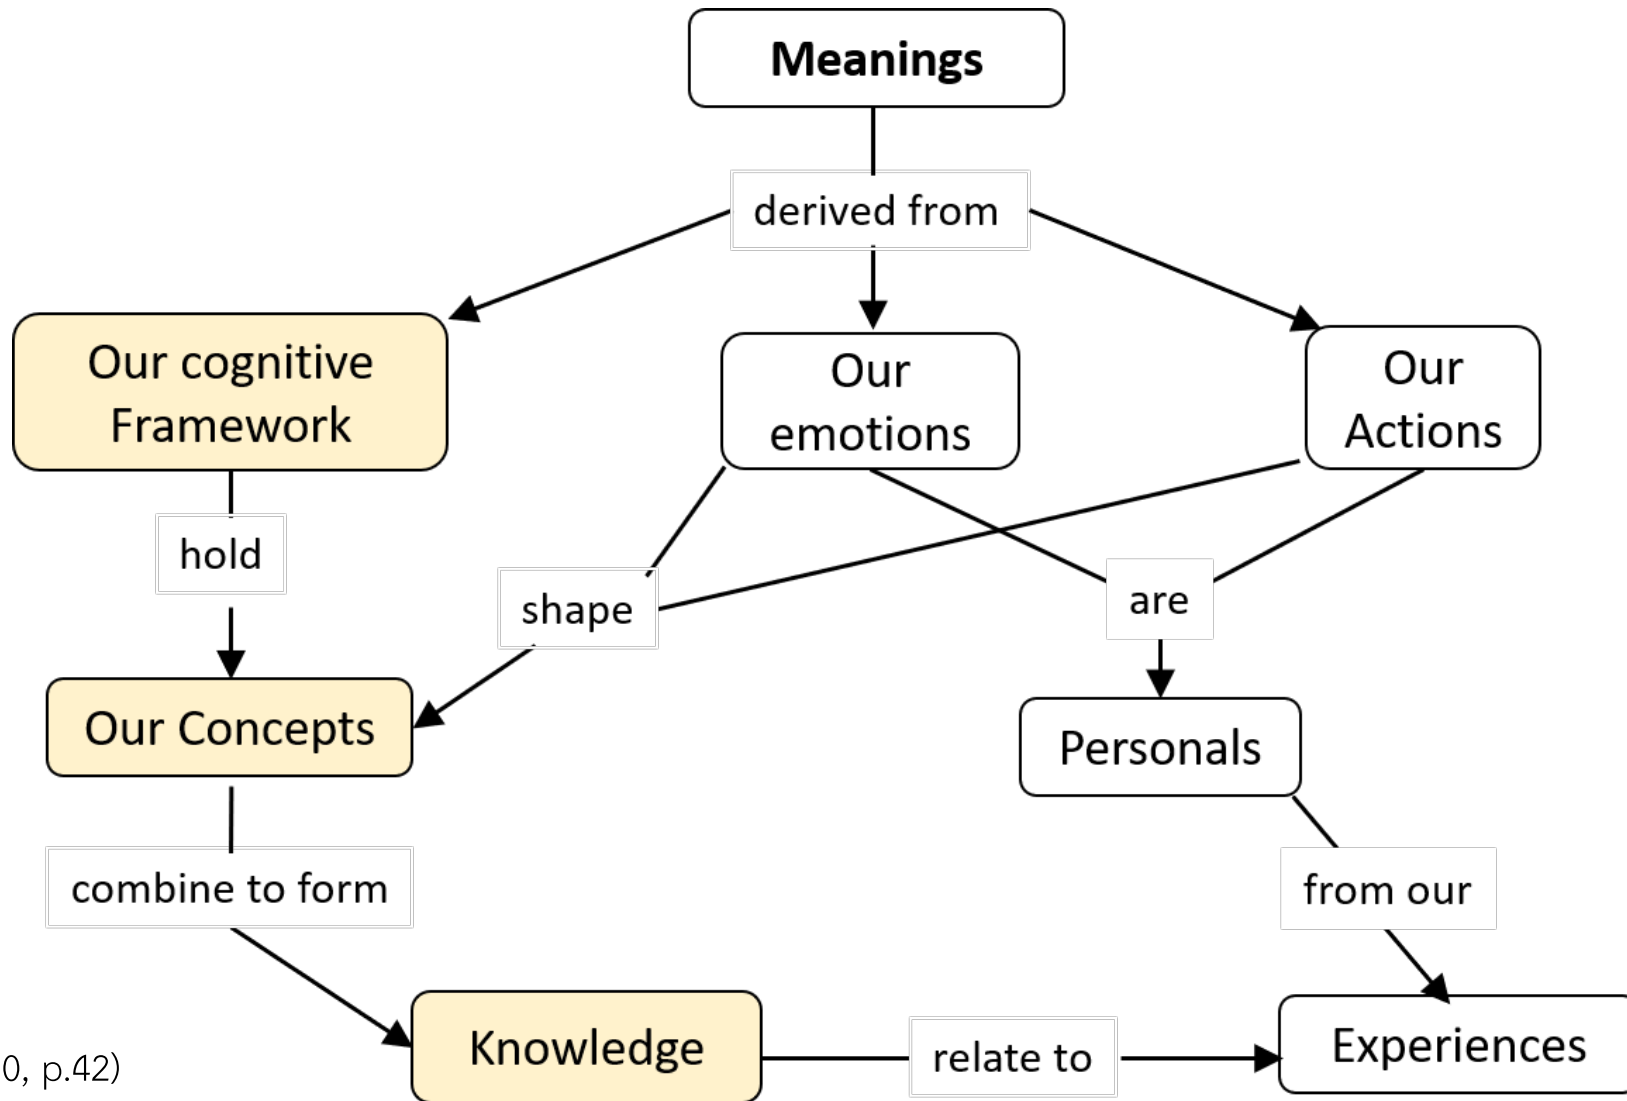 Meanings
derived from
Our cognitive
Framework
Our
emotions
Our
Actions
hold
shape
are
Our Concepts
Personals
combine to form
from our
Knowledge
relate to
Experiences
0, p.42)